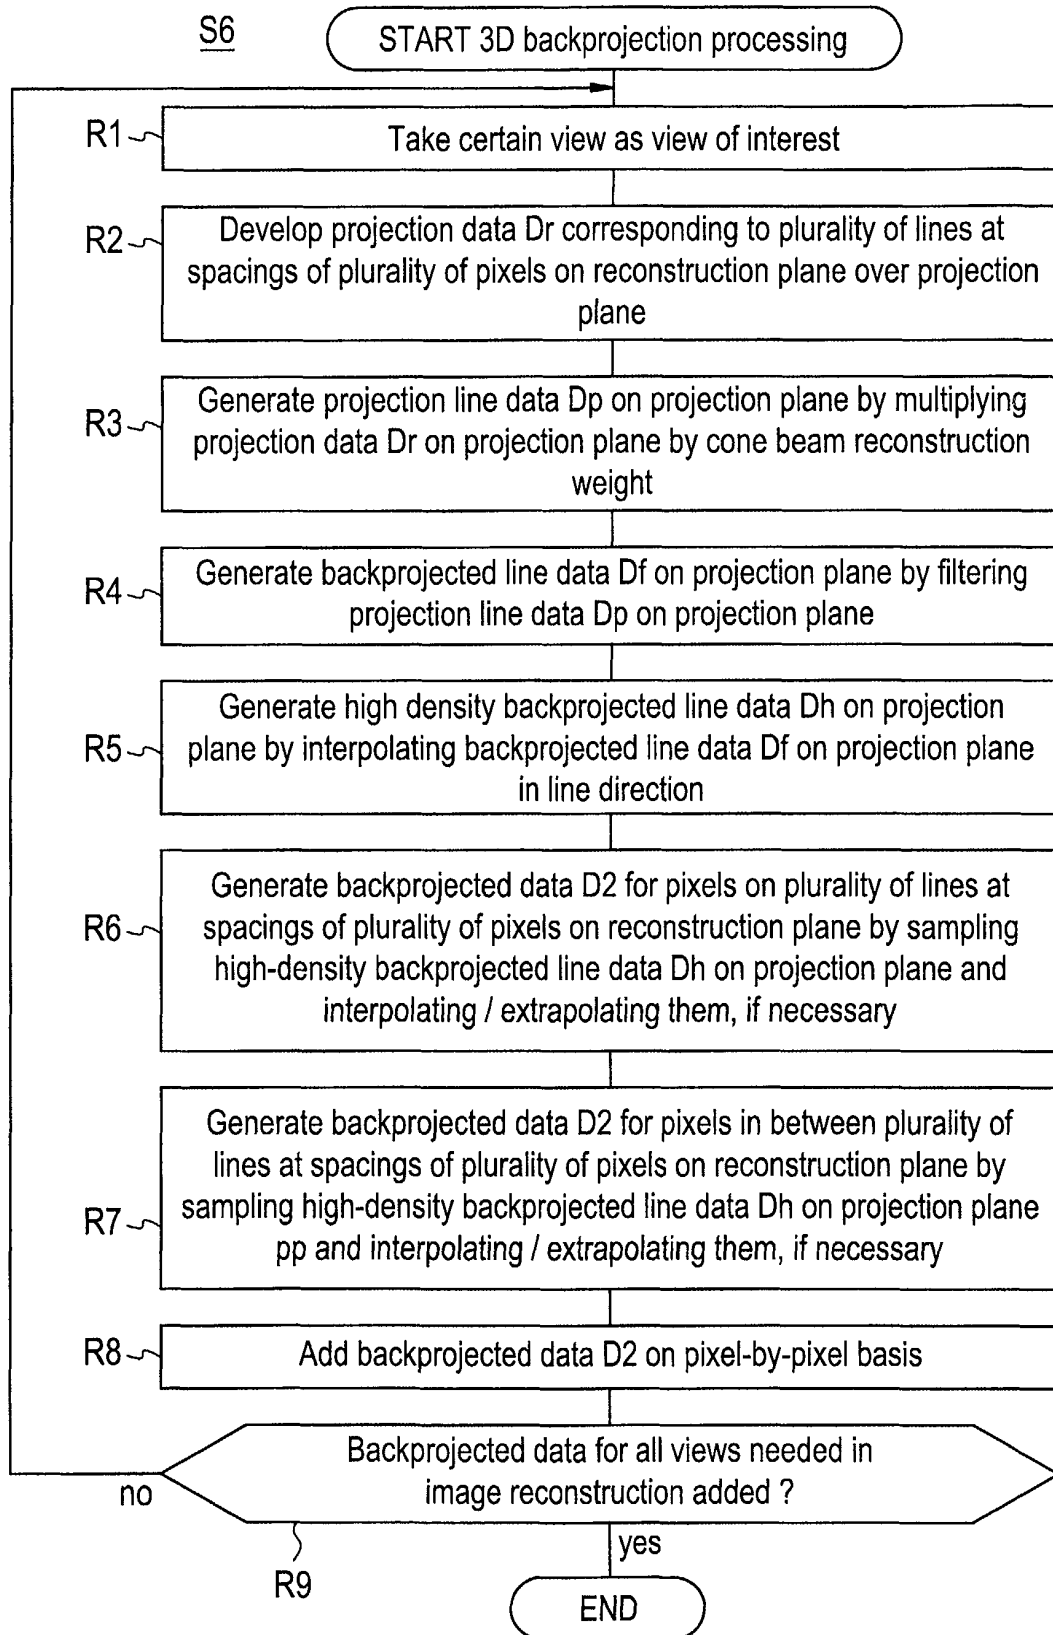 S6
START 3D backprojection processing
R1
Take certain view as view of interest
R2
Develop projection data Dr corresponding to plurality of lines at
spacings of plurality of pixels on reconstruction plane over projection
plane
R3
Generate projection line data Dp on projection plane by multiplying
projection data Dr on projection plane by cone beam reconstruction
weight
R4
Generate backprojected line data Df on projection plane by filtering
projection line data Dp on projection plane
R5
Generate high density backprojected line data Dh on projection
plane by interpolating backprojected line data Df on projection plane
in line direction
R6
Generate backprojected data D2 for pixels on plurality of lines at
spacings of plurality of pixels on reconstruction plane by sampling
high-density backprojected line data Dh on projection plane and
interpolating / extrapolating them, if necessary
R7
Generate backprojected data D2 for pixels in between plurality of
lines at spacings of plurality of pixels on reconstruction plane by
sampling high-density backprojected line data Dh on projection plane
pp and interpolating / extrapolating them, if necessary
R8
Add backprojected data D2 on pixel-by-pixel basis
Backprojected data for all views needed in
image reconstruction added ?
no
R9
yes
END